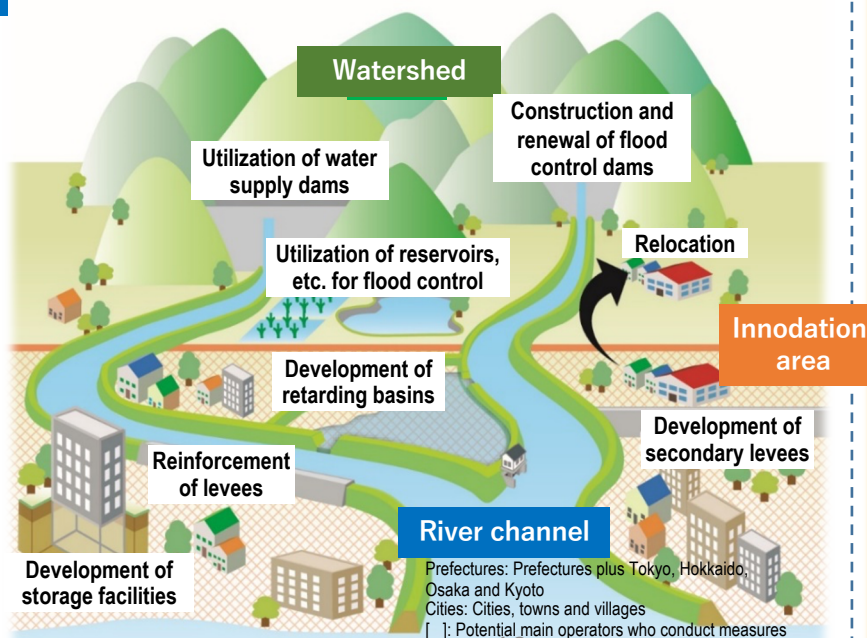 Watershed
Construction and
renewal of flood
control dams
Utilization of water
supply dams
Relocation
Utilization of reservoirs,
etc. for flood control
Innodation
area
Development of
retarding basins
Development of
secondary levees
Reinforcement
of levees
River channel
Development of
storage facilities
Prefectures: Prefectures plus Tokyo, Hokkaido,
Osaka and Kyoto
Cities: Cities, towns and villages
[   ]: Potential main operators who conduct measures